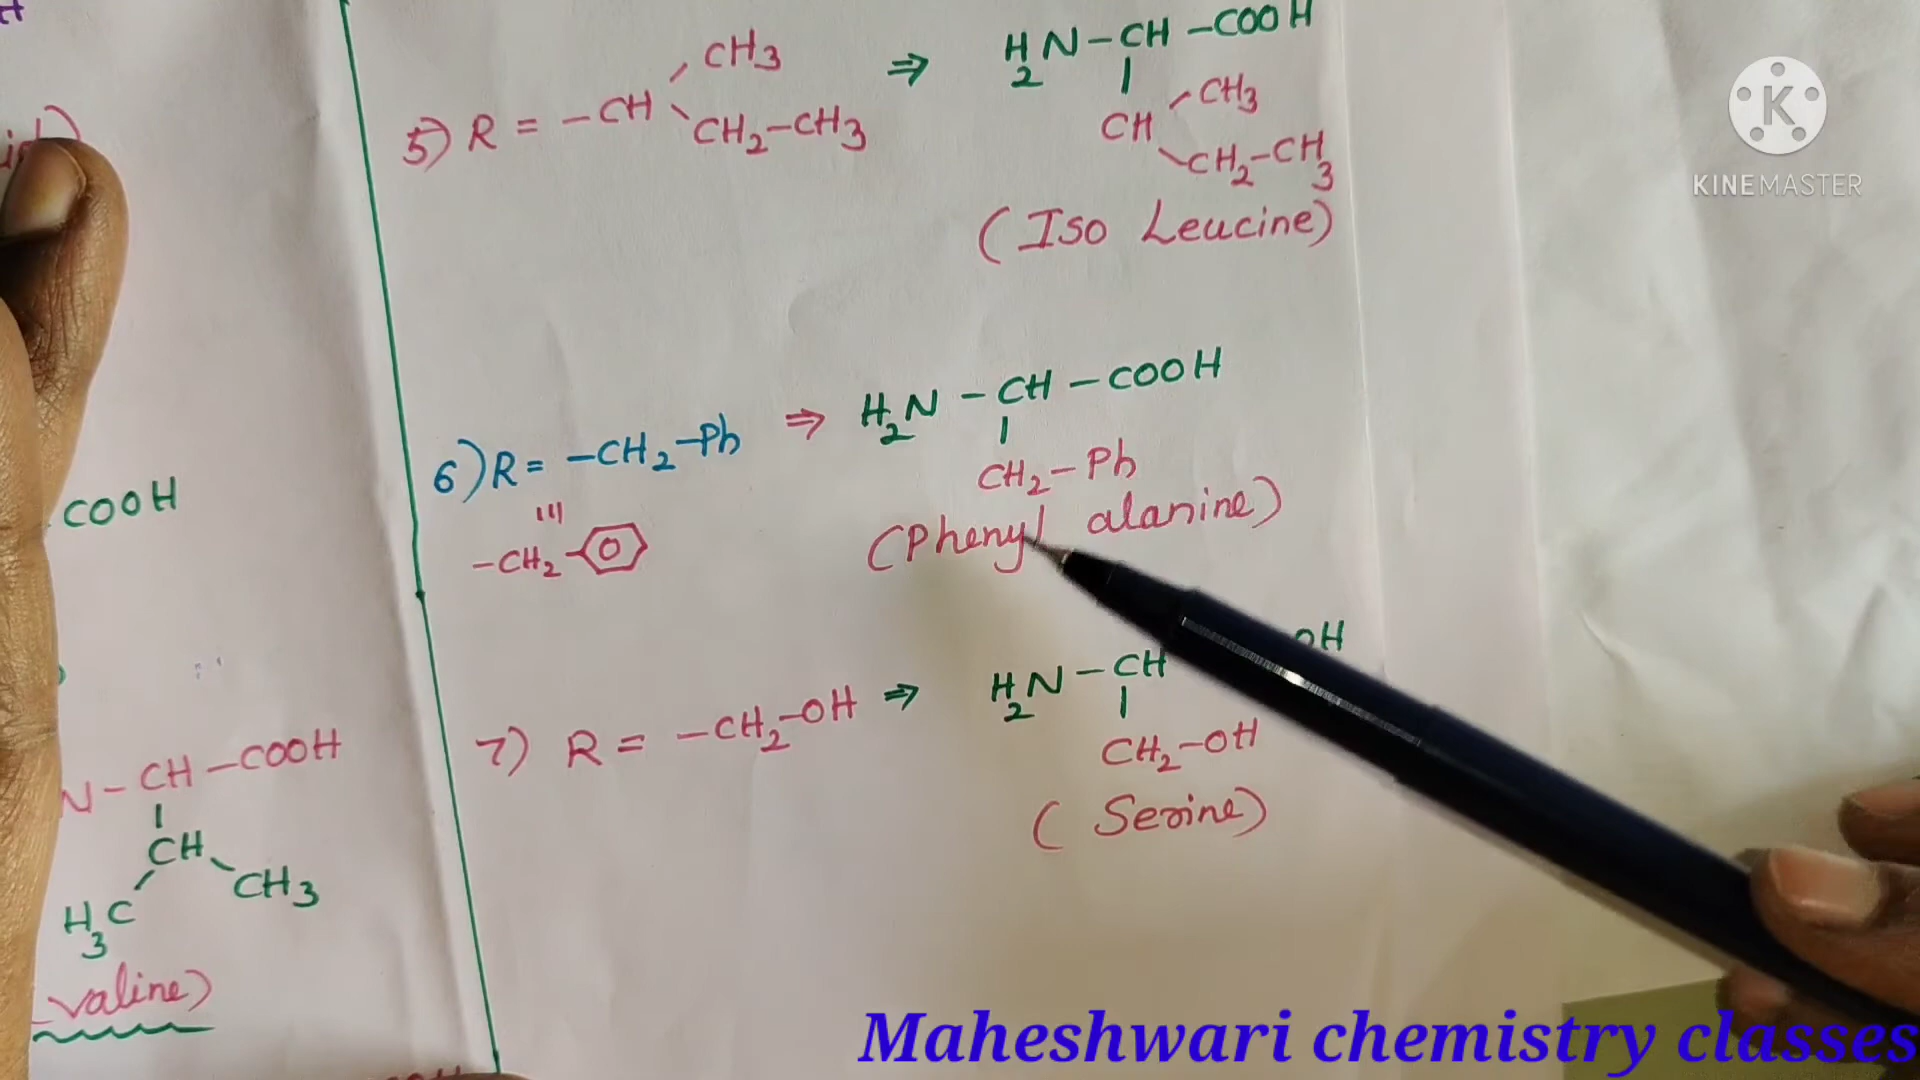 COOH
N-CH-COOH
CH
H3C
CH3
valine)
5) R = -CH
CH3
CH2-CH3
⇒ H2N-CH-COOH
CH
CH3
CH2-CH3
(Iso Leucine)
6) R = -CH2-Ph ⇒ H2N-CH-COOH
CH2-Ph
-CH2-
(Phenyl alanine)
7) R = -CH2-OH ⇒ H2N-CH OH
CH2-OH
(Serine)
K
KINEMASTER
Maheshwari chemistry classes